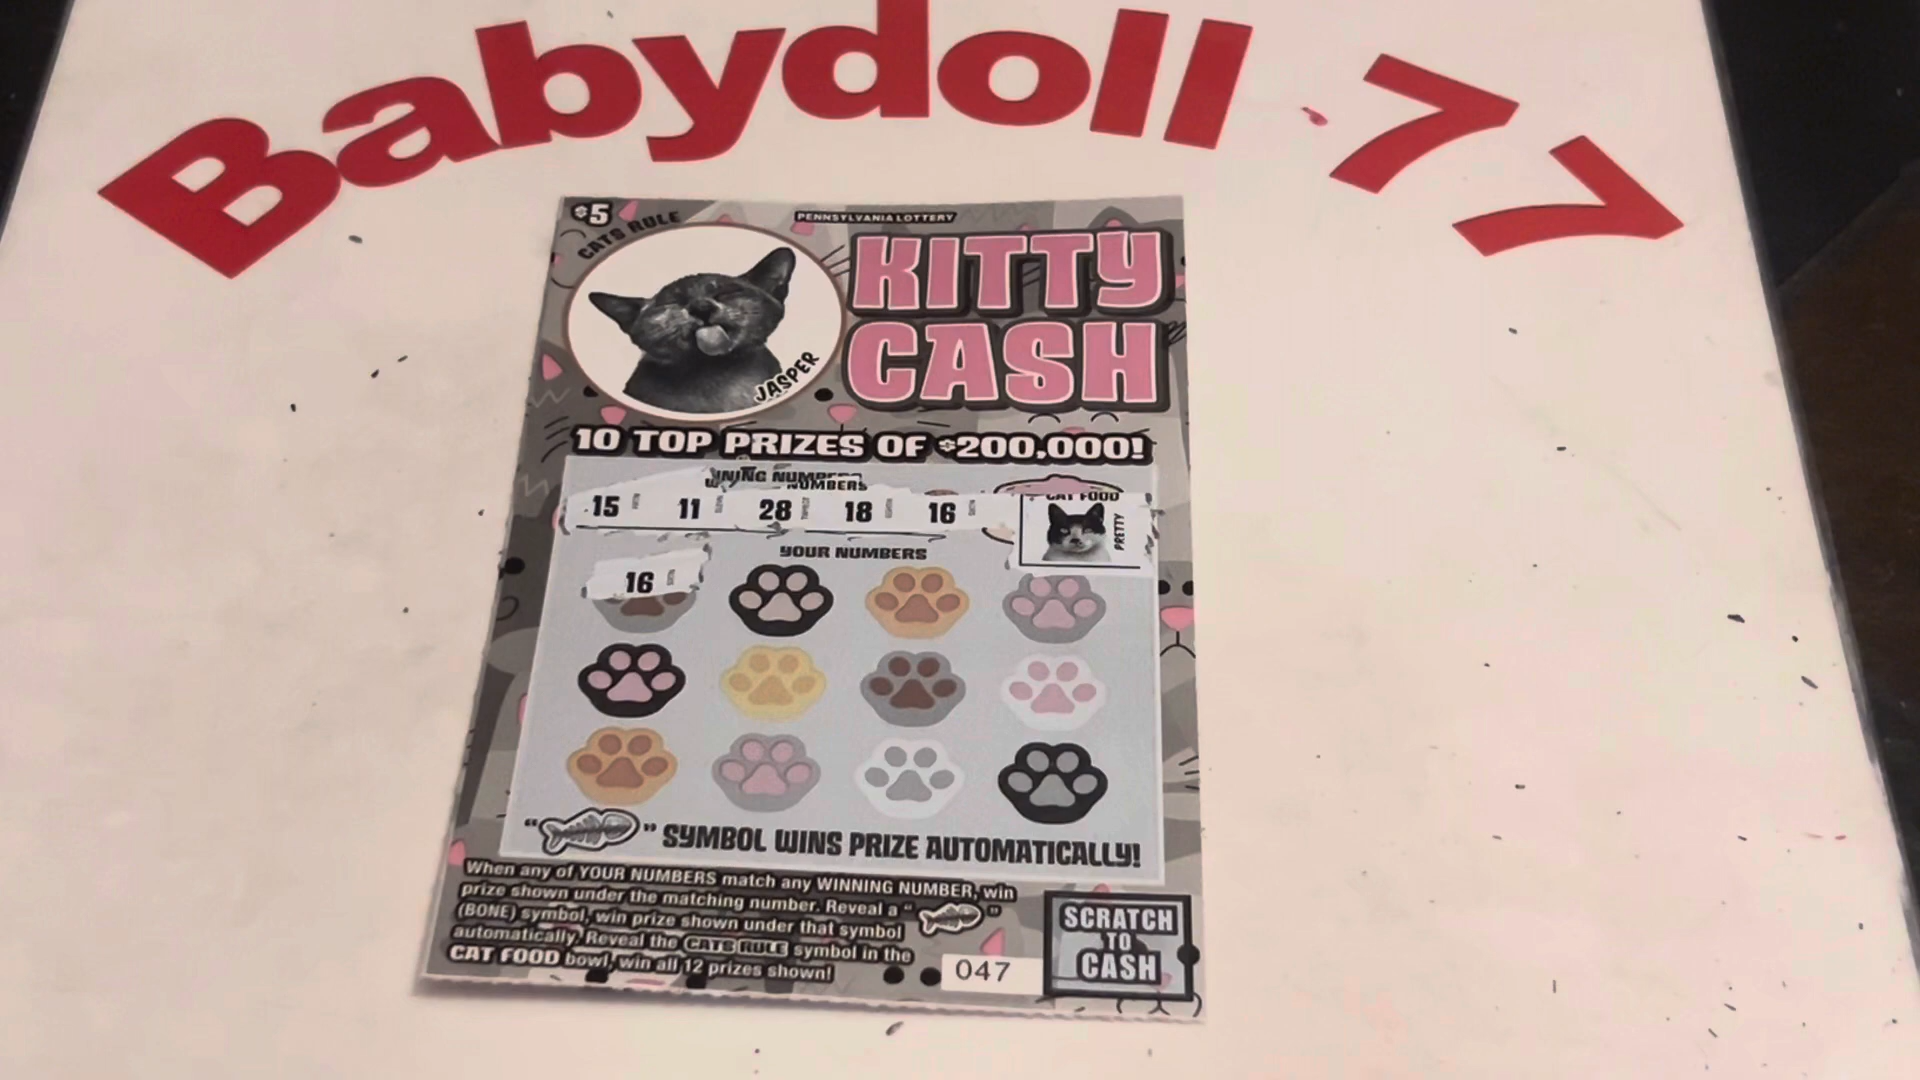 Babydoll 77
$5
PENNSYLVANIA LOTTERY
CATS RULE
KITTY
CASH
JASPER
10 TOP PRIZES OF $200,000!
NUMBERS
CAT FOOD
15 11 28 18 16
PRETTY
YOUR NUMBERS
16
" " SYMBOL WINS PRIZE AUTOMATICALLY!
When any of YOUR NUMBERS match any WINNING NUMBER, win
prize shown under the matching number. Reveal a " "
(BONE) symbol, win prize shown under that symbol
automatically. Reveal the CATS RULE symbol in the
CAT FOOD bowl, win all 12 prizes shown!
047
SCRATCH
TO
CASH